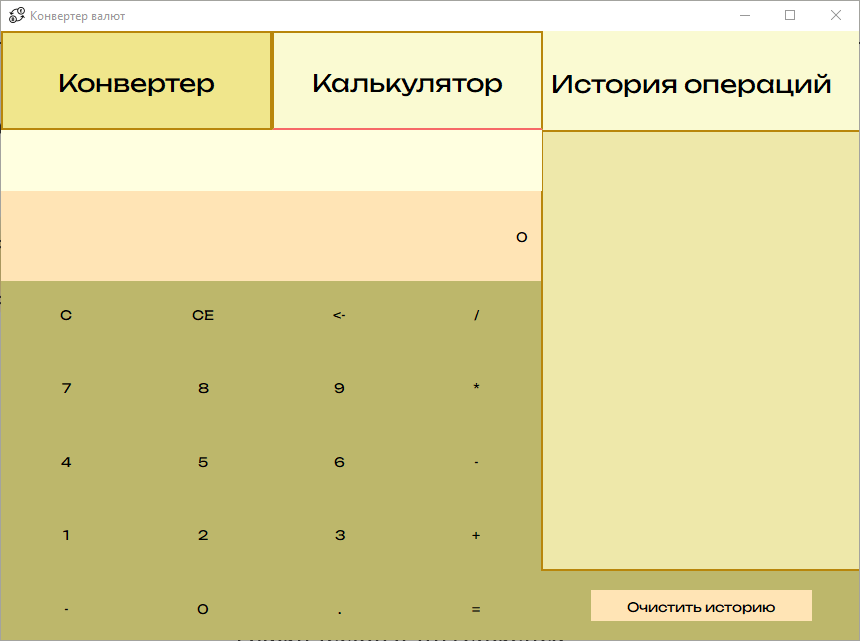 Конвертер валют
Конвертер Калькулятор История операций
0
C CE <- /
7 8 9 *
4 5 6 -
1 2 3 +
- 0 . =
Очистить историю